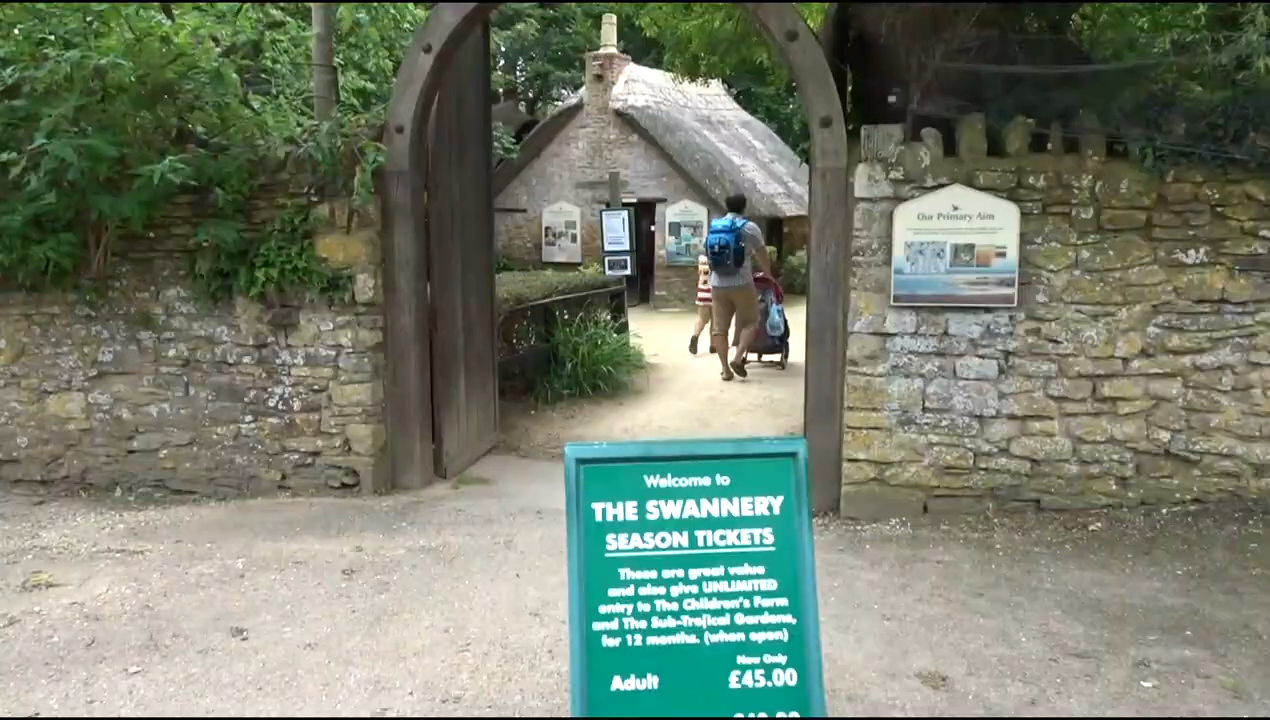 Our Primary Aim
Welcome to
THE SWANNERY
SEASON TICKETS
These are great value
and also give UNLIMITED
entry to The Children's Farm
and The Sub-Trojical Gardens,
for 12 months. (when open)
Now Only
Adult £45.00